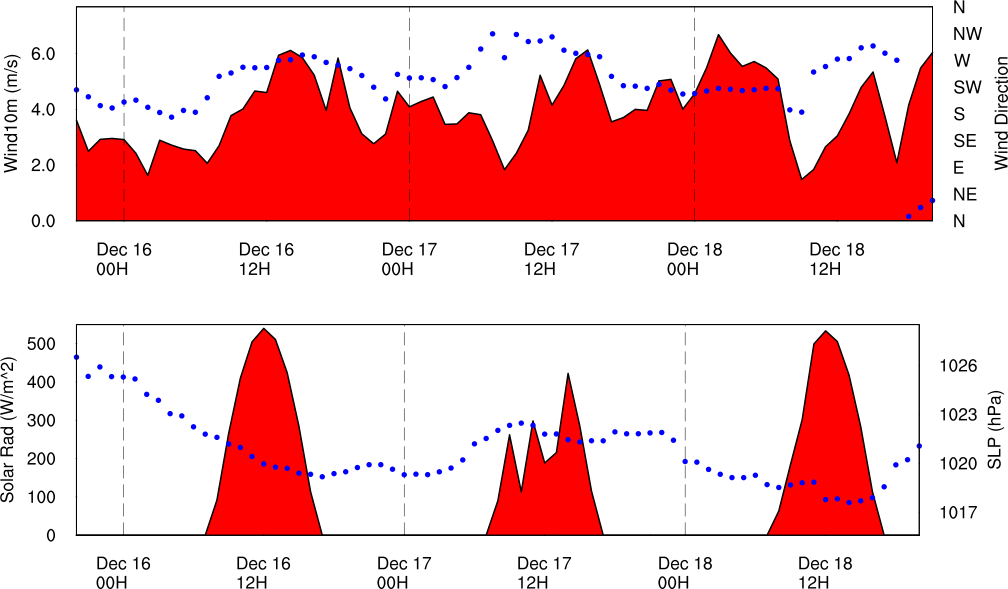 N
NW
W
SW
S
SE
E
NE
N
6.0
4.0
2.0
0.0
Wind10m (m/s)
Wind Direction
Dec 16
00H
Dec 16
12H
Dec 17
00H
Dec 17
12H
Dec 18
00H
Dec 18
12H
500
400
300
200
100
0
Solar Rad (W/m^2)
1026
1023
1020
1017
SLP (hPa)
Dec 16
00H
Dec 16
12H
Dec 17
00H
Dec 17
12H
Dec 18
00H
Dec 18
12H